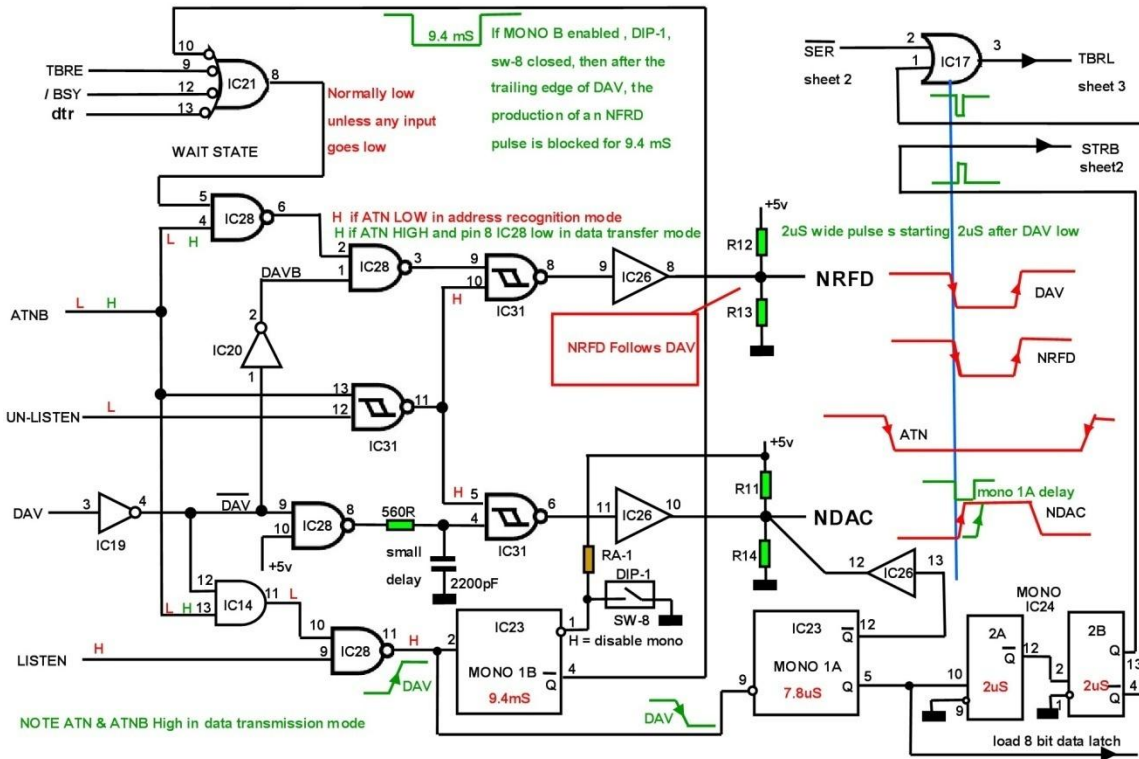 10
TBRE
9
/ BSY
12
dtr
13
IC21
8
WAIT STATE
Normally low
unless any input
goes low
9.4 mS
If MONO B enabled , DIP-1,
sw-8 closed, then after the
trailing edge of DAV, the
production of a n NFRD
pulse is blocked for 9.4 mS
SER
sheet 2
2
1
IC17
3
TBRL
sheet 3
STRB
sheet2
5
4
L
H
IC28
6
H if ATN LOW in address recognition mode
H if ATN HIGH and pin 8 IC28 low in data transfer mode
2
1
IC28
3
DAVB
9
10
H
IC31
8
9
IC26
8
+5v
R12
R13
NRFD
2uS wide pulse s starting 2uS after DAV low
DAV
NRFD
NRFD Follows DAV
ATNB
L
H
2
IC20
1
UN-LISTEN
L
13
12
IC31
11
ATN
DAV
3
4
IC19
DAV
9
10
+5v
IC28
8
560R
small
delay
2200pF
H
5
4
IC31
6
11
IC26
10
+5v
R11
R14
NDAC
mono 1A delay
NDAC
RA-1
DIP-1
SW-8
H = disable mono
12
IC26
13
L
H
12
13
IC14
11
L
LISTEN
H
10
9
IC28
11
H
DAV
2
IC23
1
MONO 1B
Q
4
9.4mS
DAV
9
IC23
Q
12
MONO 1A
Q
5
7.8uS
MONO
IC24
10
9
2A
Q
12
2uS
2
1
2B
Q
13
2uS
Q
4
load 8 bit data latch
NOTE ATN & ATNB High in data transmission mode